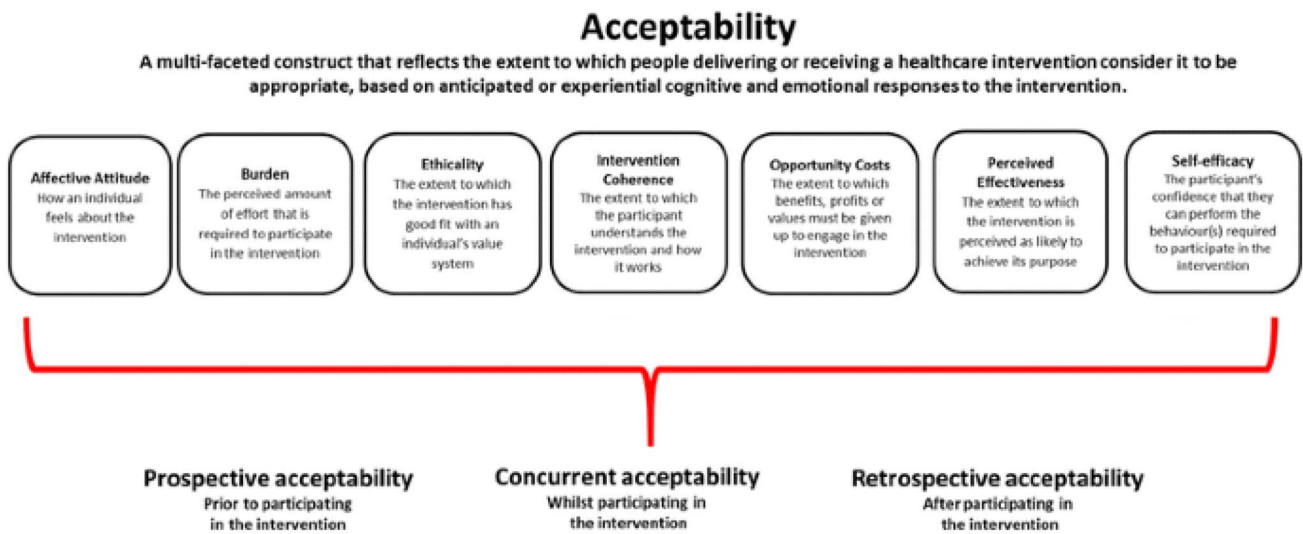 Acceptability
A multi-faceted construct that reflects the extent to which people delivering or receiving a healthcare intervention consider it to be
appropriate, based on anticipated or experiential cognitive and emotional responses to the intervention.
Affective Attitude
How an individual
feels about the
intervention
Burden
The perceived amount
of effort that is
required to participate
in the intervention
Ethicality
The extent to which
the intervention has
good fit with an
individual's value
system
Intervention
Coherence
The extent to which
the participant
understands the
intervention and how
it works
Opportunity Costs
The extent to which
benefits, profits or
values must be given
up to engage in the
intervention
Perceived
Effectiveness
The extent to which
the intervention is
perceived as likely to
achieve its purpose
Self-efficacy
The participant's
confidence that they
can perform the
behaviour(s) required
to participate in the
intervention
Prospective acceptability
Prior to participating
in the intervention
Concurrent acceptability
Whilst participating in
the intervention
Retrospective acceptability
After participating in
the intervention